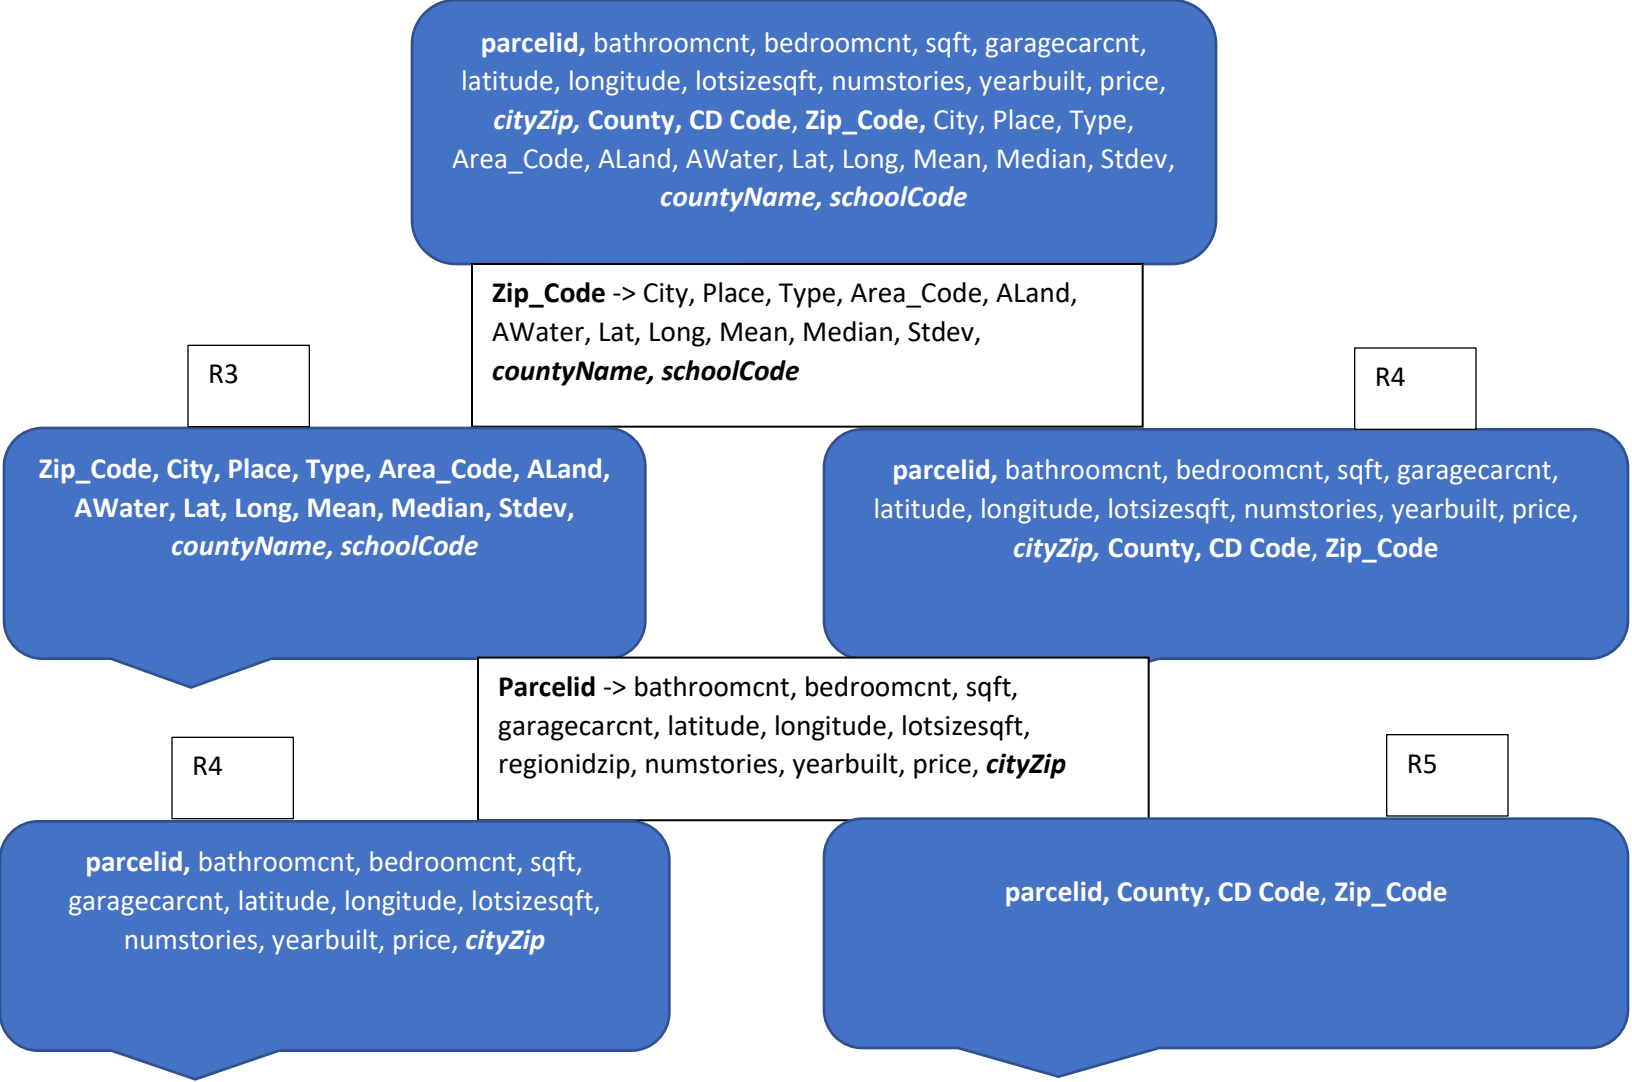 parcelid, bathroomcnt, bedroomcnt, sqft, garagecarcnt,
latitude, longitude, lotsizesqft, numstories, yearbuilt, price,
cityZip, County, CD Code, Zip_Code, City, Place, Type,
Area_Code, ALand, AWater, Lat, Long, Mean, Median, Stdev,
countyName, schoolCode
Zip_Code -> City, Place, Type, Area_Code, ALand,
AWater, Lat, Long, Mean, Median, Stdev,
countyName, schoolCode
R3
R4
Zip_Code, City, Place, Type, Area_Code, ALand,
AWater, Lat, Long, Mean, Median, Stdev,
countyName, schoolCode
parcelid, bathroomcnt, bedroomcnt, sqft, garagecarcnt,
latitude, longitude, lotsizesqft, numstories, yearbuilt, price,
cityZip, County, CD Code, Zip_Code
Parcelid -> bathroomcnt, bedroomcnt, sqft,
garagecarcnt, latitude, longitude, lotsizesqft,
regionidzip, numstories, yearbuilt, price, cityZip
R4
R5
parcelid, bathroomcnt, bedroomcnt, sqft,
garagecarcnt, latitude, longitude, lotsizesqft,
numstories, yearbuilt, price, cityZip
parcelid, County, CD Code, Zip_Code